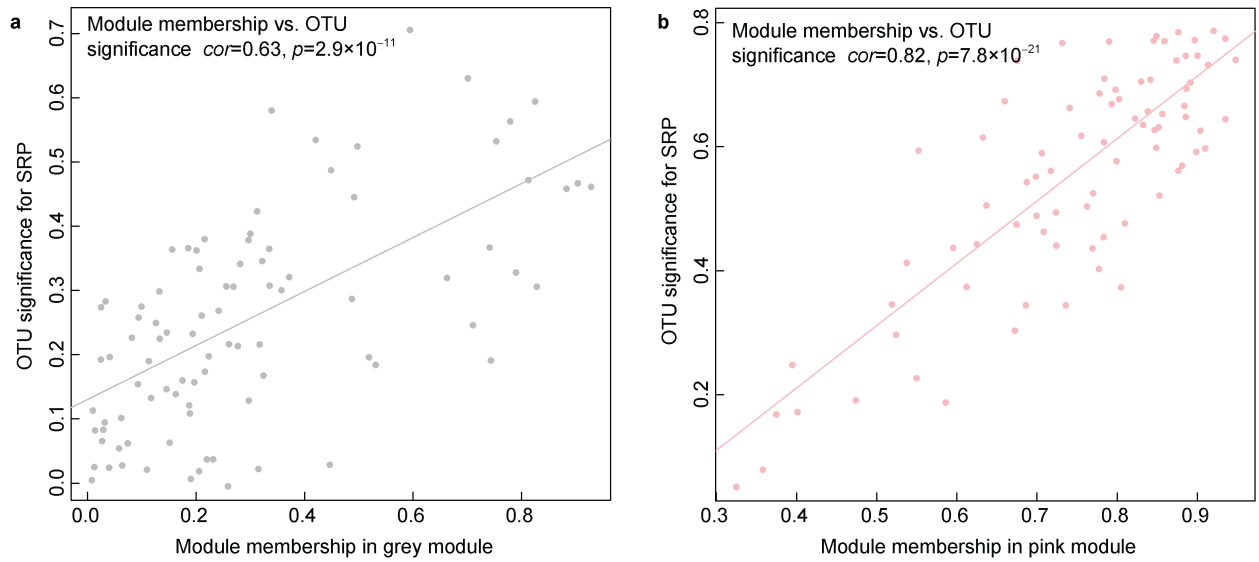 a
Module membership vs. OTU
significance cor=0.63, p=2.9×10⁻¹¹
OTU significance for SRP
0.7
0.6
0.5
0.4
0.3
0.2
0.1
0.0
0.0 0.2 0.4 0.6 0.8
Module membership in grey module
b
Module membership vs. OTU
significance cor=0.82, p=7.8×10⁻²¹
OTU significance for SRP
0.8
0.6
0.4
0.2
0.3 0.4 0.5 0.6 0.7 0.8 0.9
Module membership in pink module